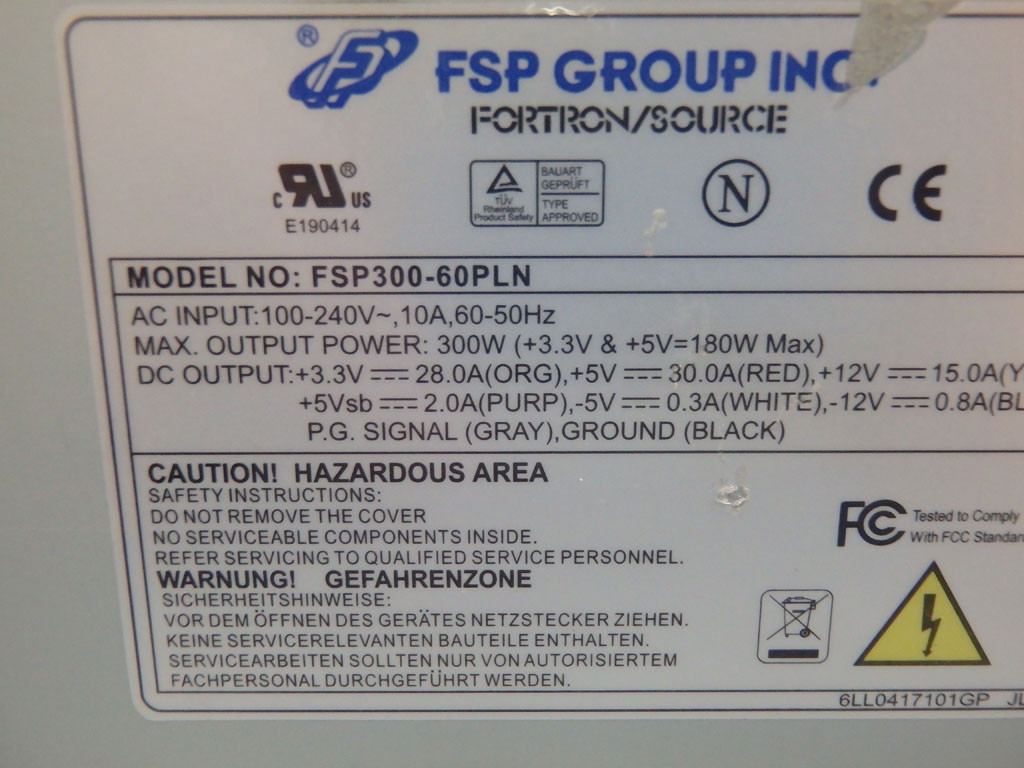 ®
FSP GROUP INC.
FORTRON/SOURCE
c RU ® US
E190414
TÜV
Rheinland
Product Safety
BAUART
GEPRÜFT
TYPE
APPROVED
N
CE
MODEL NO: FSP300-60PLN
AC INPUT:100-240V~,10A,60-50Hz
MAX. OUTPUT POWER: 300W (+3.3V & +5V=180W Max)
DC OUTPUT:+3.3V ⎓ 28.0A(ORG),+5V ⎓ 30.0A(RED),+12V ⎓ 15.0A(Y
+5Vsb ⎓ 2.0A(PURP),-5V ⎓ 0.3A(WHITE),-12V ⎓ 0.8A(BL
P.G. SIGNAL (GRAY),GROUND (BLACK)
CAUTION! HAZARDOUS AREA
SAFETY INSTRUCTIONS:
DO NOT REMOVE THE COVER
NO SERVICEABLE COMPONENTS INSIDE.
REFER SERVICING TO QUALIFIED SERVICE PERSONNEL.
FC Tested to Comply
With FCC Standar
WARNUNG! GEFAHRENZONE
SICHERHEITSHINWEISE:
VOR DEM ÖFFNEN DES GERÄTES NETZSTECKER ZIEHEN.
KEINE SERVICERELEVANTEN BAUTEILE ENTHALTEN.
SERVICEARBEITEN SOLLTEN NUR VON AUTORISIERTEM
FACHPERSONAL DURCHGEFÜHRT WERDEN.
6LL0417101GP JL